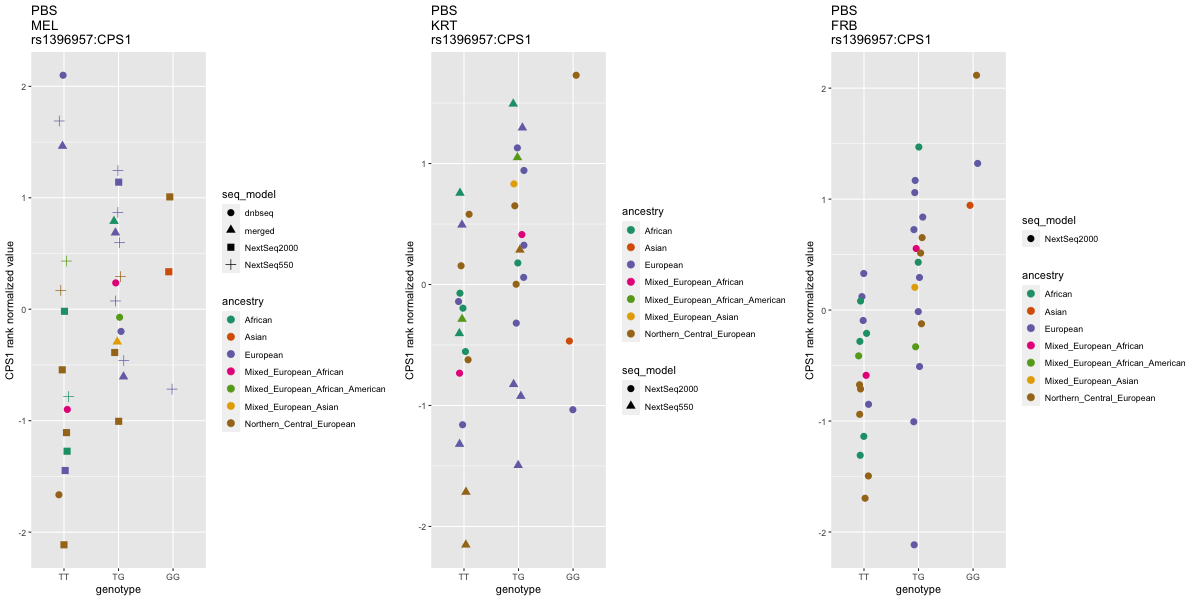 PBS
MEL
rs1396957:CPS1
CPS1 rank normalized value
2
1
0
-1
-2
TT
TG
GG
genotype
seq_model
dnbseq
merged
NextSeq2000
NextSeq550
ancestry
African
Asian
European
Mixed_European_African
Mixed_European_African_American
Mixed_European_Asian
Northern_Central_European
PBS
KRT
rs1396957:CPS1
CPS1 rank normalized value
1
0
-1
-2
TT
TG
GG
genotype
ancestry
African
Asian
European
Mixed_European_African
Mixed_European_African_American
Mixed_European_Asian
Northern_Central_European
seq_model
NextSeq2000
NextSeq550
PBS
FRB
rs1396957:CPS1
CPS1 rank normalized value
2
1
0
-1
-2
TT
TG
GG
genotype
seq_model
NextSeq2000
ancestry
African
Asian
European
Mixed_European_African
Mixed_European_African_American
Mixed_European_Asian
Northern_Central_European